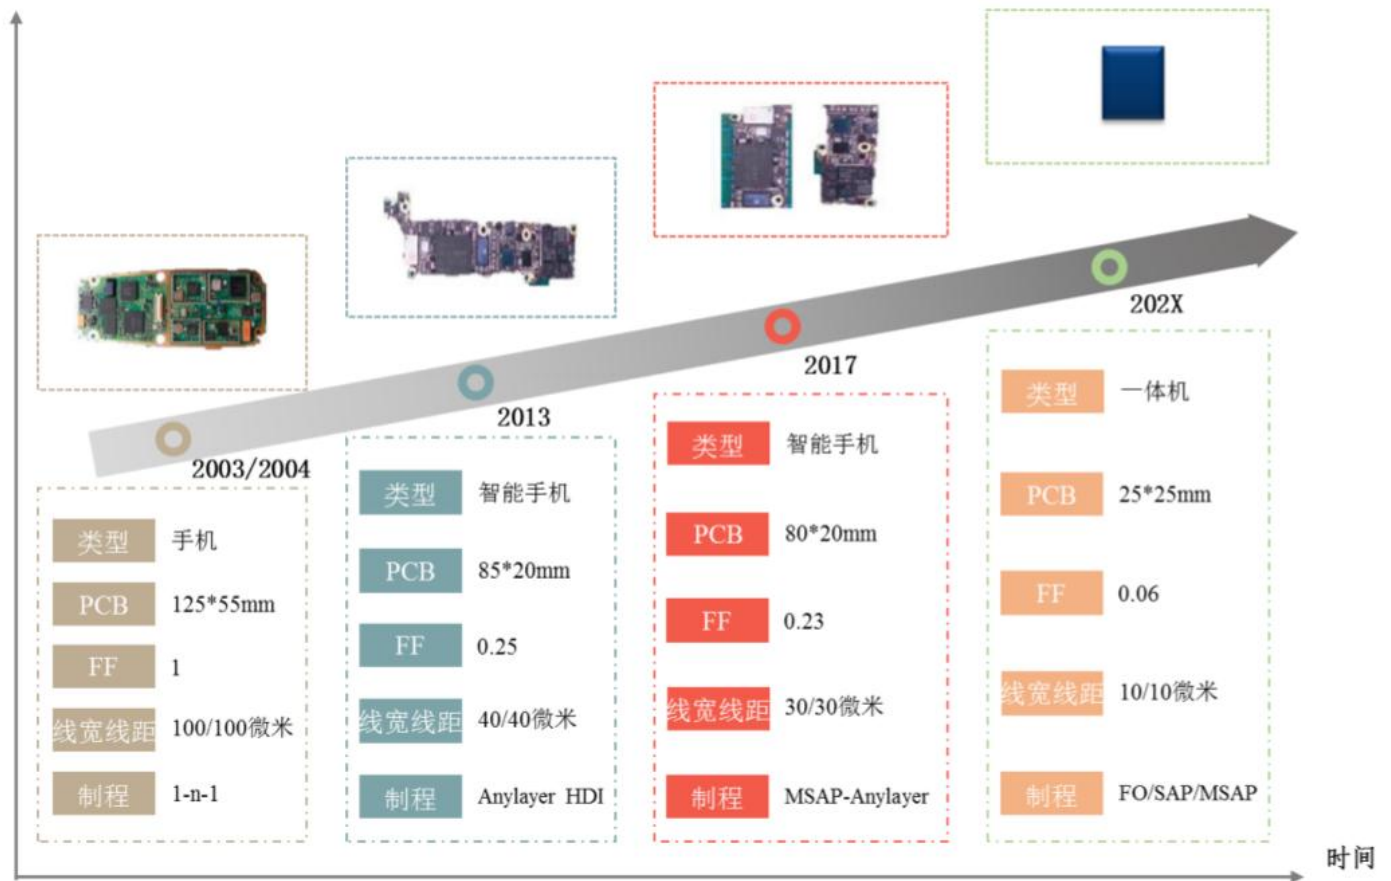 2003/2004
类型 手机
PCB 125*55mm
FF 1
线宽线距 100/100微米
制程 1-n-1
2013
类型 智能手机
PCB 85*20mm
FF 0.25
线宽线距 40/40微米
制程 Anylayer HDI
2017
类型 智能手机
PCB 80*20mm
FF 0.23
线宽线距 30/30微米
制程 MSAP-Anylayer
202X
类型 一体机
PCB 25*25mm
FF 0.06
线宽线距 10/10微米
制程 FO/SAP/MSAP
时间